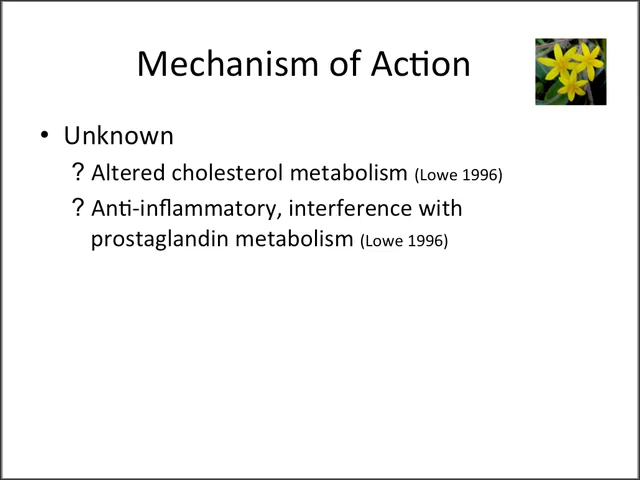 Mechanism of Action
• Unknown
? Altered cholesterol metabolism (Lowe 1996)
? Anti-inflammatory, interference with
prostaglandin metabolism (Lowe 1996)